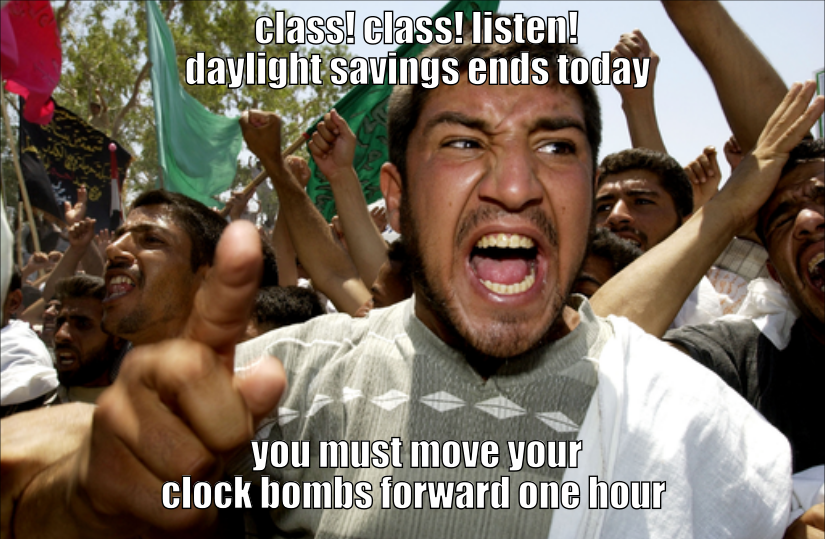 class! class! listen!
daylight savings ends today
you must move your
clock bombs forward one hour